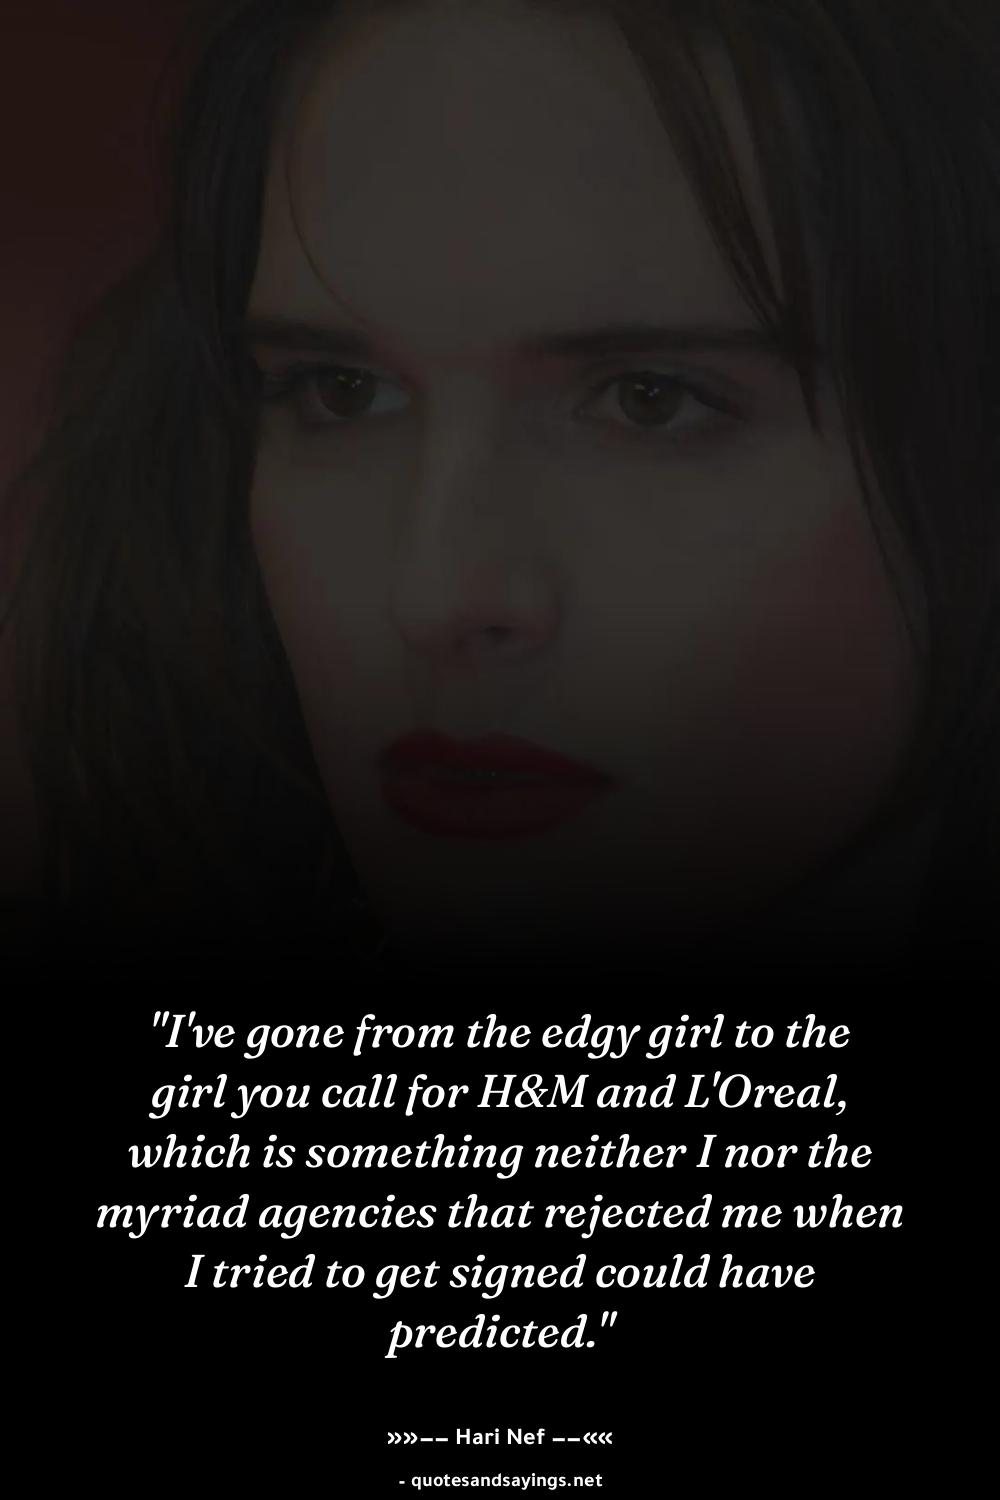 "I've gone from the edgy girl to the
girl you call for H&M and L'Oreal,
which is something neither I nor the
myriad agencies that rejected me when
I tried to get signed could have
predicted."
»»−− Hari Nef −−««
- quotesandsayings.net